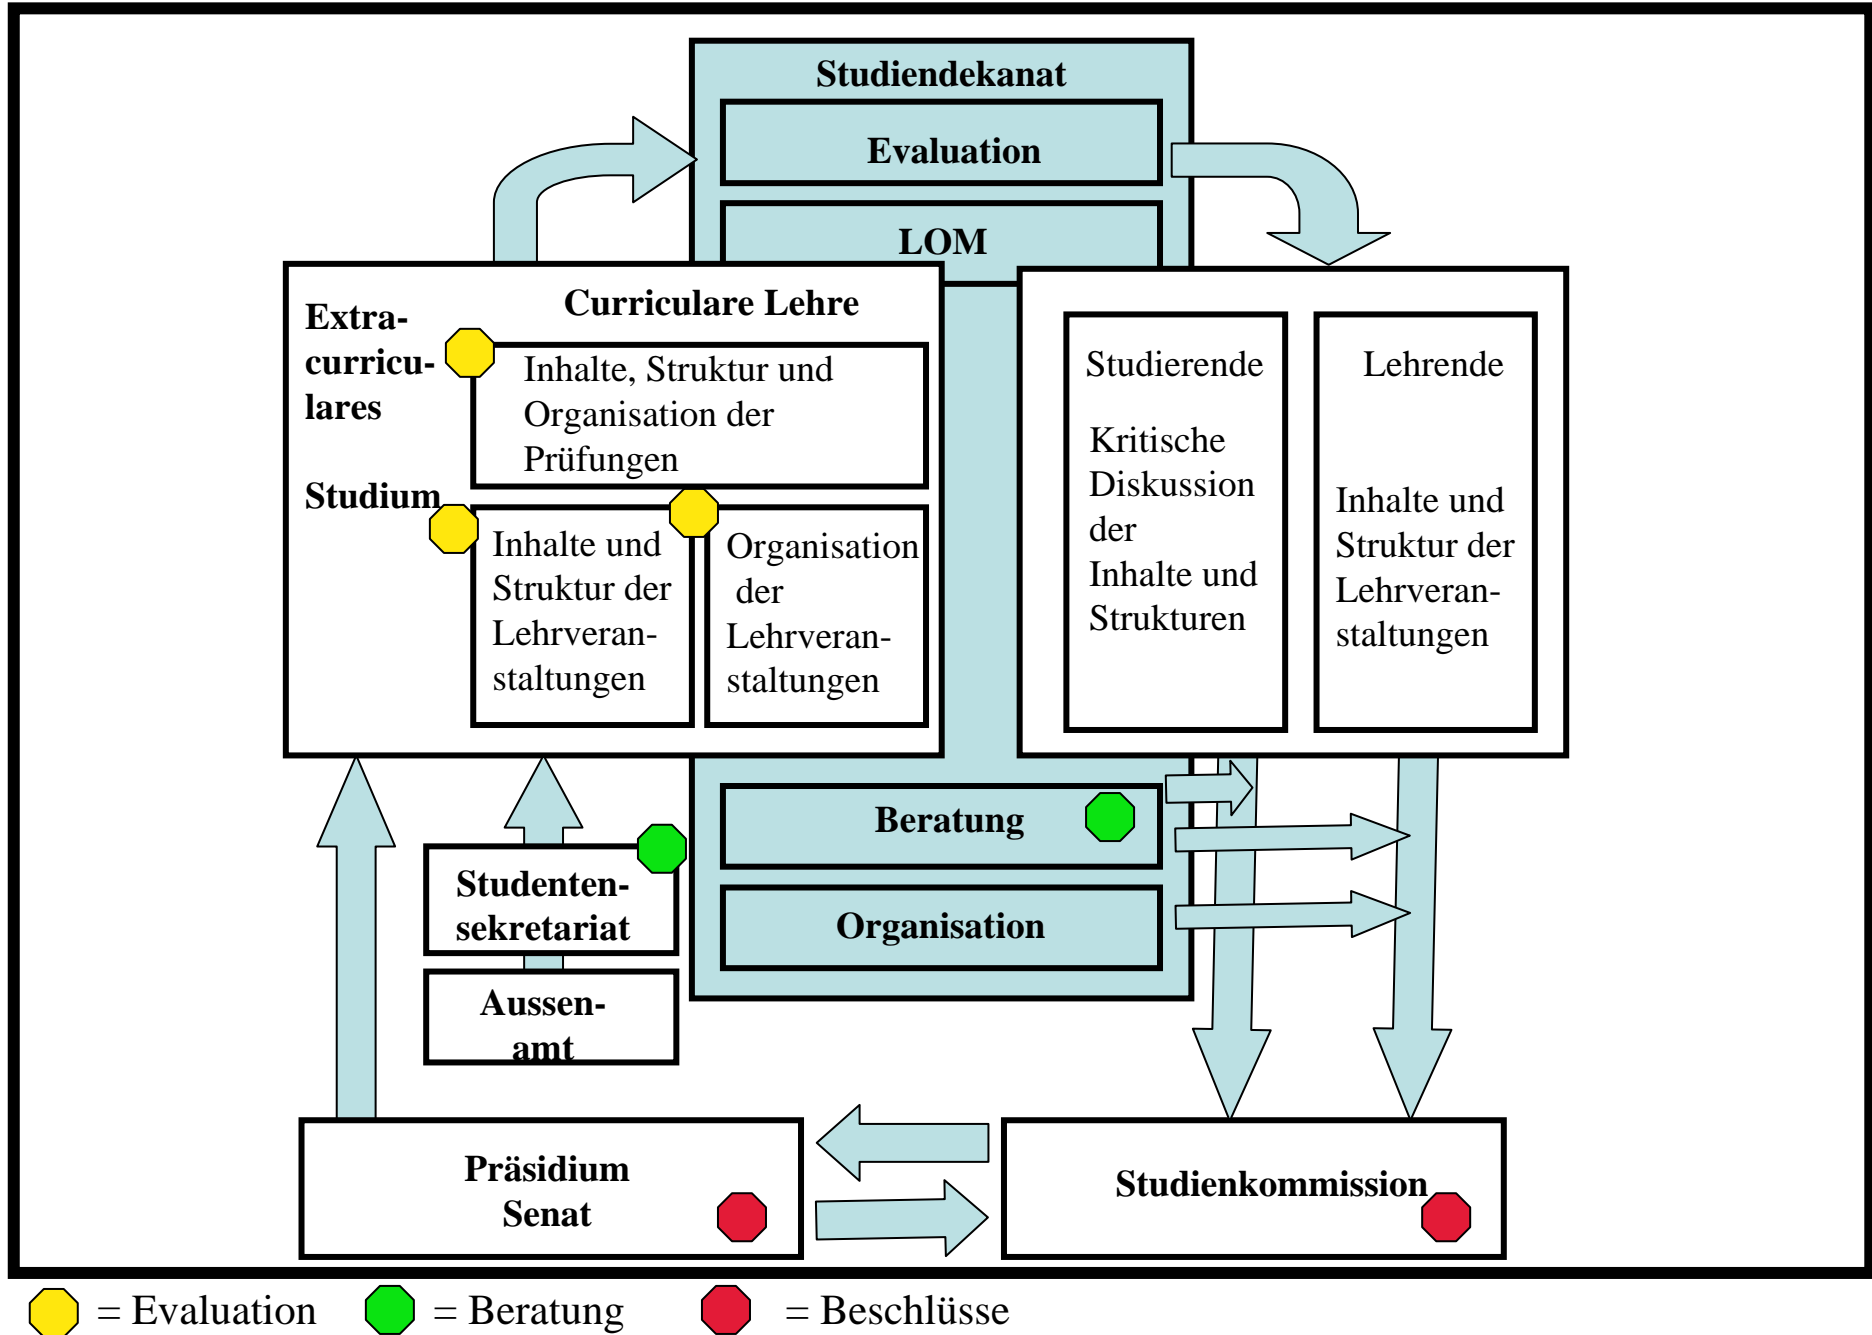 Studiendekanat
Evaluation
LOM
Curriculare Lehre
Extra-
curricu-
lares
Studium
Inhalte, Struktur und
Organisation der
Prüfungen
Inhalte und
Struktur der
Lehrveran-
staltungen
Organisation
der
Lehrveran-
staltungen
Studierende
Kritische
Diskussion
der
Inhalte und
Strukturen
Lehrende
Inhalte und
Struktur der
Lehrveran-
staltungen
Beratung
Organisation
Studenten-
sekretariat
Aussen-
amt
Präsidium
Senat
Studienkommission
= Evaluation
= Beratung
= Beschlüsse